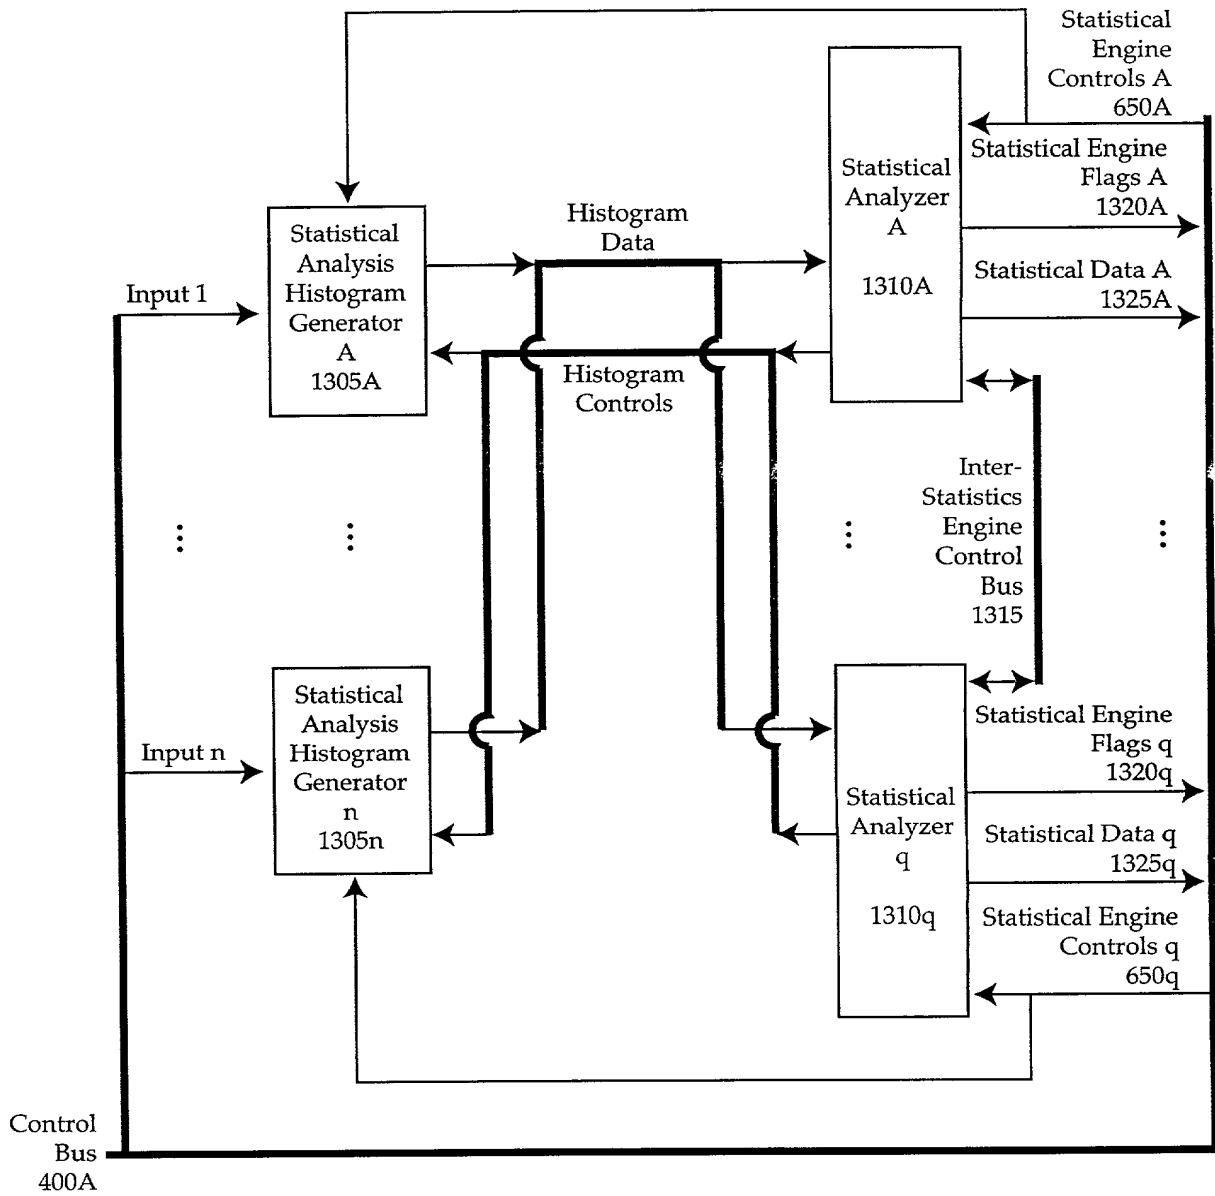 Statistical
Engine
Controls A
650A
Statistical Engine
Flags A
1320A
Statistical Data A
1325A
Statistical
Analyzer
A
1310A
Histogram
Data
Statistical
Analysis
Histogram
Generator
A
1305A
Input 1
Histogram
Controls
Inter-
Statistics
Engine
Control
Bus
1315
Statistical
Analysis
Histogram
Generator
n
1305n
Input n
Statistical Engine
Flags q
1320q
Statistical
Analyzer
q
1310q
Statistical Data q
1325q
Statistical Engine
Controls q
650q
Control
Bus
400A